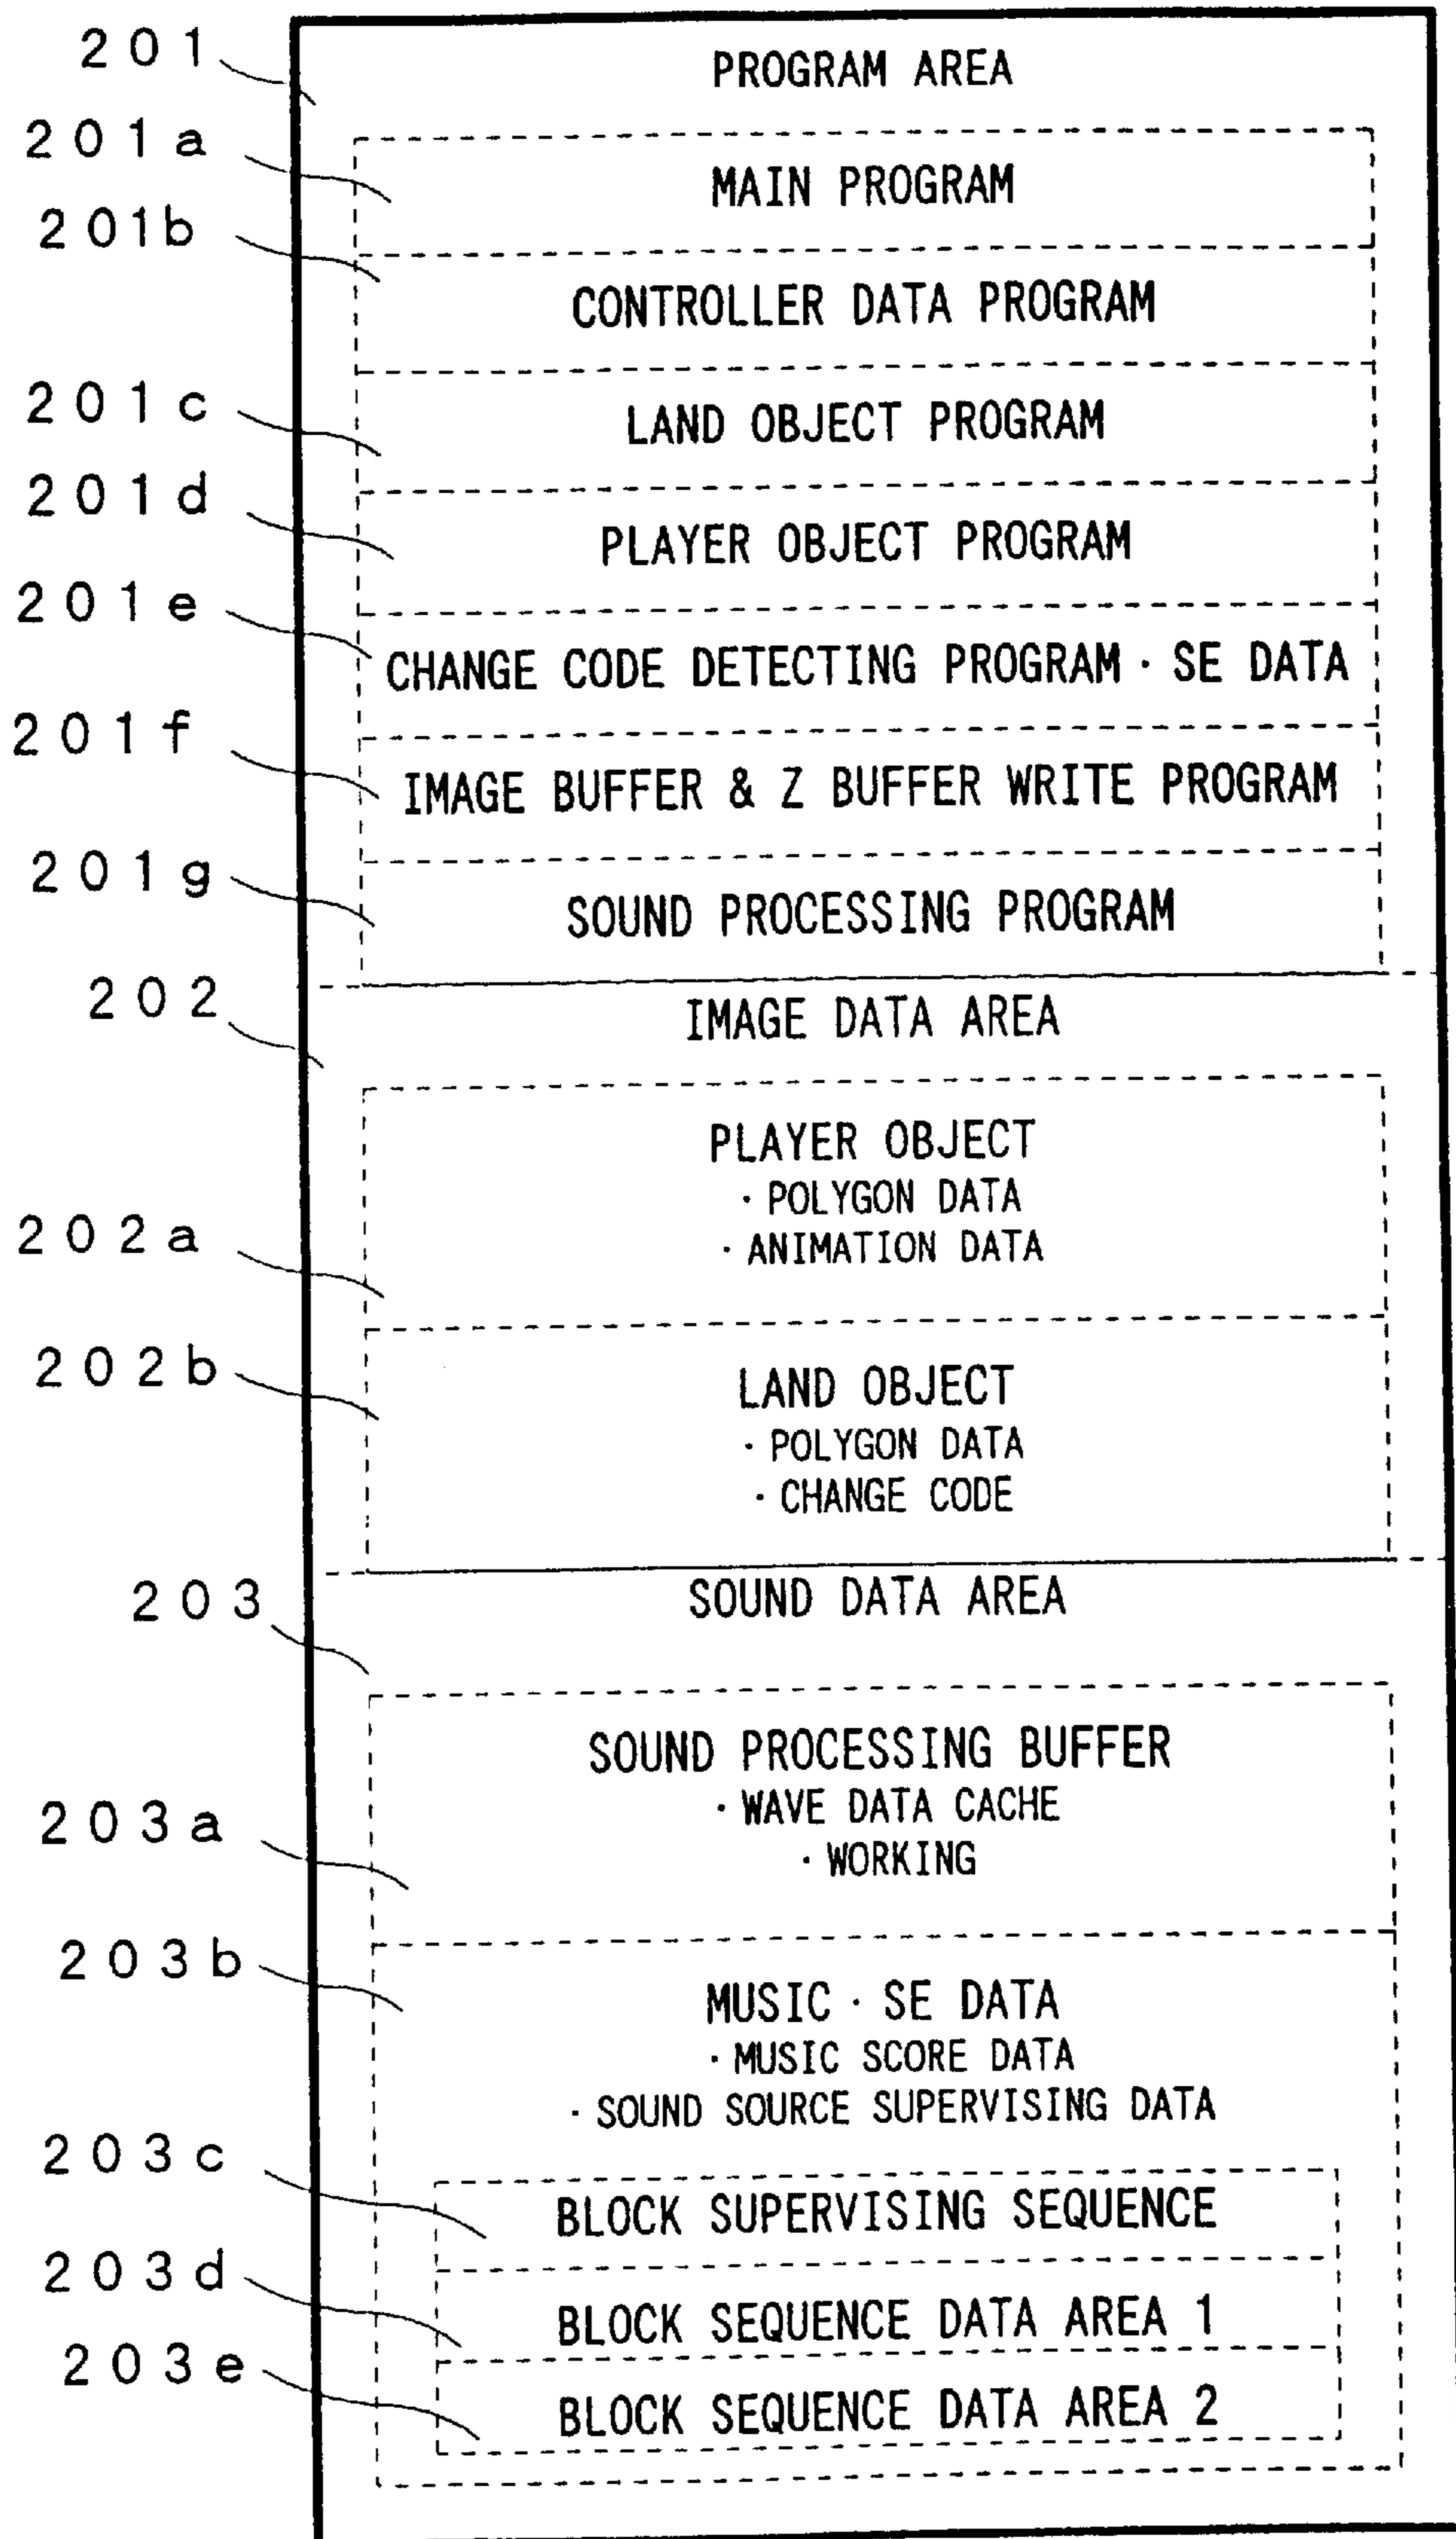 201
PROGRAM AREA
201a
MAIN PROGRAM
201b
CONTROLLER DATA PROGRAM
201c
LAND OBJECT PROGRAM
201d
PLAYER OBJECT PROGRAM
201e
CHANGE CODE DETECTING PROGRAM · SE DATA
201f
IMAGE BUFFER & Z BUFFER WRITE PROGRAM
201g
SOUND PROCESSING PROGRAM
202
IMAGE DATA AREA
PLAYER OBJECT
· POLYGON DATA
· ANIMATION DATA
202a
202b
LAND OBJECT
· POLYGON DATA
· CHANGE CODE
203
SOUND DATA AREA
SOUND PROCESSING BUFFER
· WAVE DATA CACHE
· WORKING
203a
203b
MUSIC · SE DATA
· MUSIC SCORE DATA
· SOUND SOURCE SUPERVISING DATA
203c
BLOCK SUPERVISING SEQUENCE
203d
BLOCK SEQUENCE DATA AREA 1
203e
BLOCK SEQUENCE DATA AREA 2